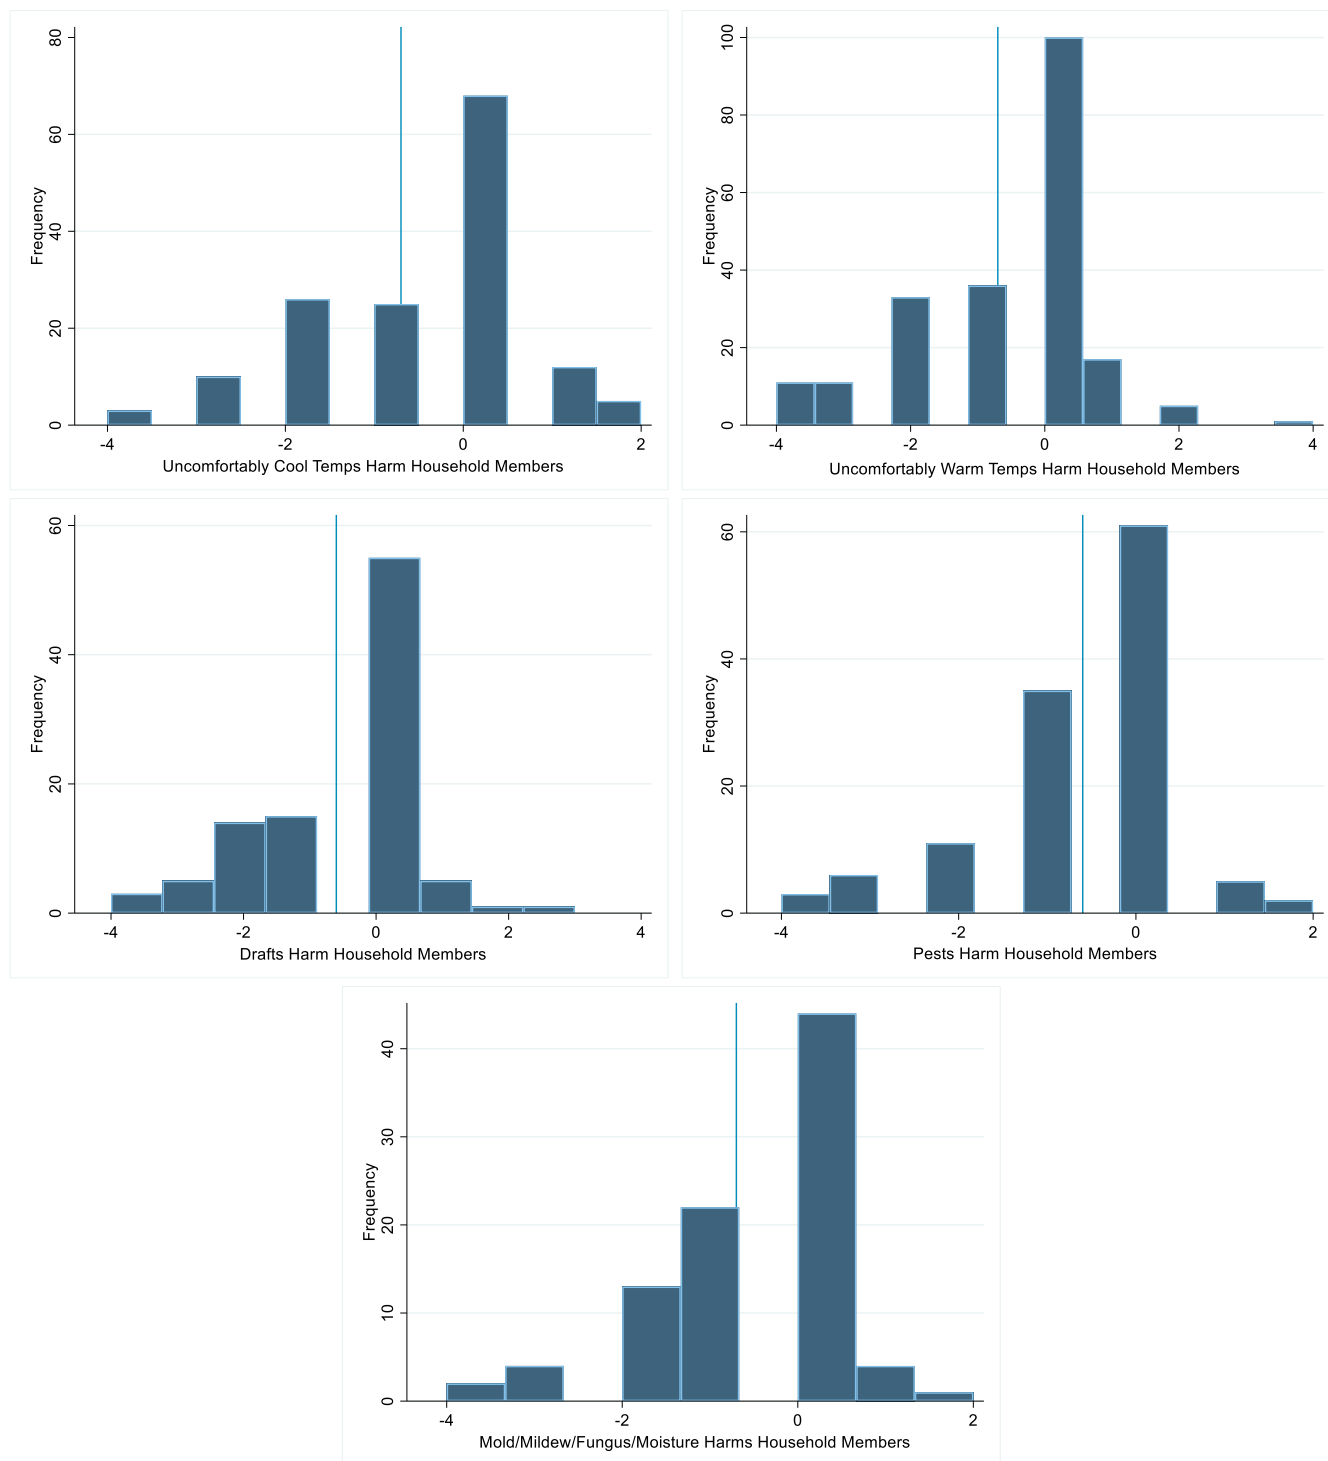 Frequency
0 20 40 60 80
-4 -2 0 2
Uncomfortably Cool Temps Harm Household Members
Frequency
0 20 40 60 80 100
-4 -2 0 2 4
Uncomfortably Warm Temps Harm Household Members
Frequency
0 20 40 60
-4 -2 0 2 4
Drafts Harm Household Members
Frequency
0 20 40 60
-4 -2 0 2
Pests Harm Household Members
Frequency
0 10 20 30 40
-4 -2 0 2
Mold/Mildew/Fungus/Moisture Harms Household Members